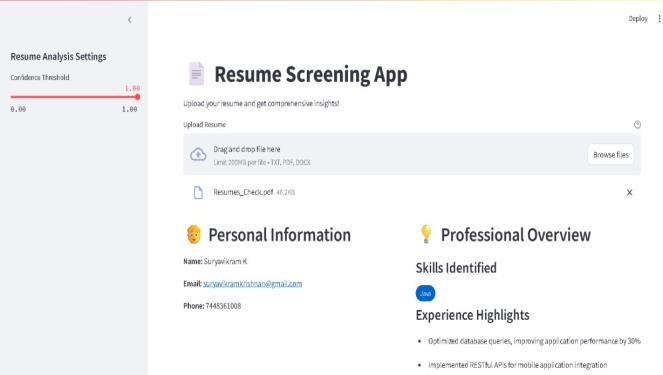 Deploy
Resume Analysis Settings
Confidence Threshold
1.00
0.00 1.00
Resume Screening App
Upload your resume and get comprehensive insights!
Upload Resume
Drag and drop file here
Limit 200MB per file • TXT, PDF, DOCX
Browse files
Resumes_Check.pdf 46.2KB
Personal Information
Name: Suryavikram K
Email: suryavikramkrishnan@gmail.com
Phone: 7448361008
Professional Overview
Skills Identified
Java
Experience Highlights
• Optimized database queries, improving application performance by 30%
• Implemented RESTful APIs for mobile application integration